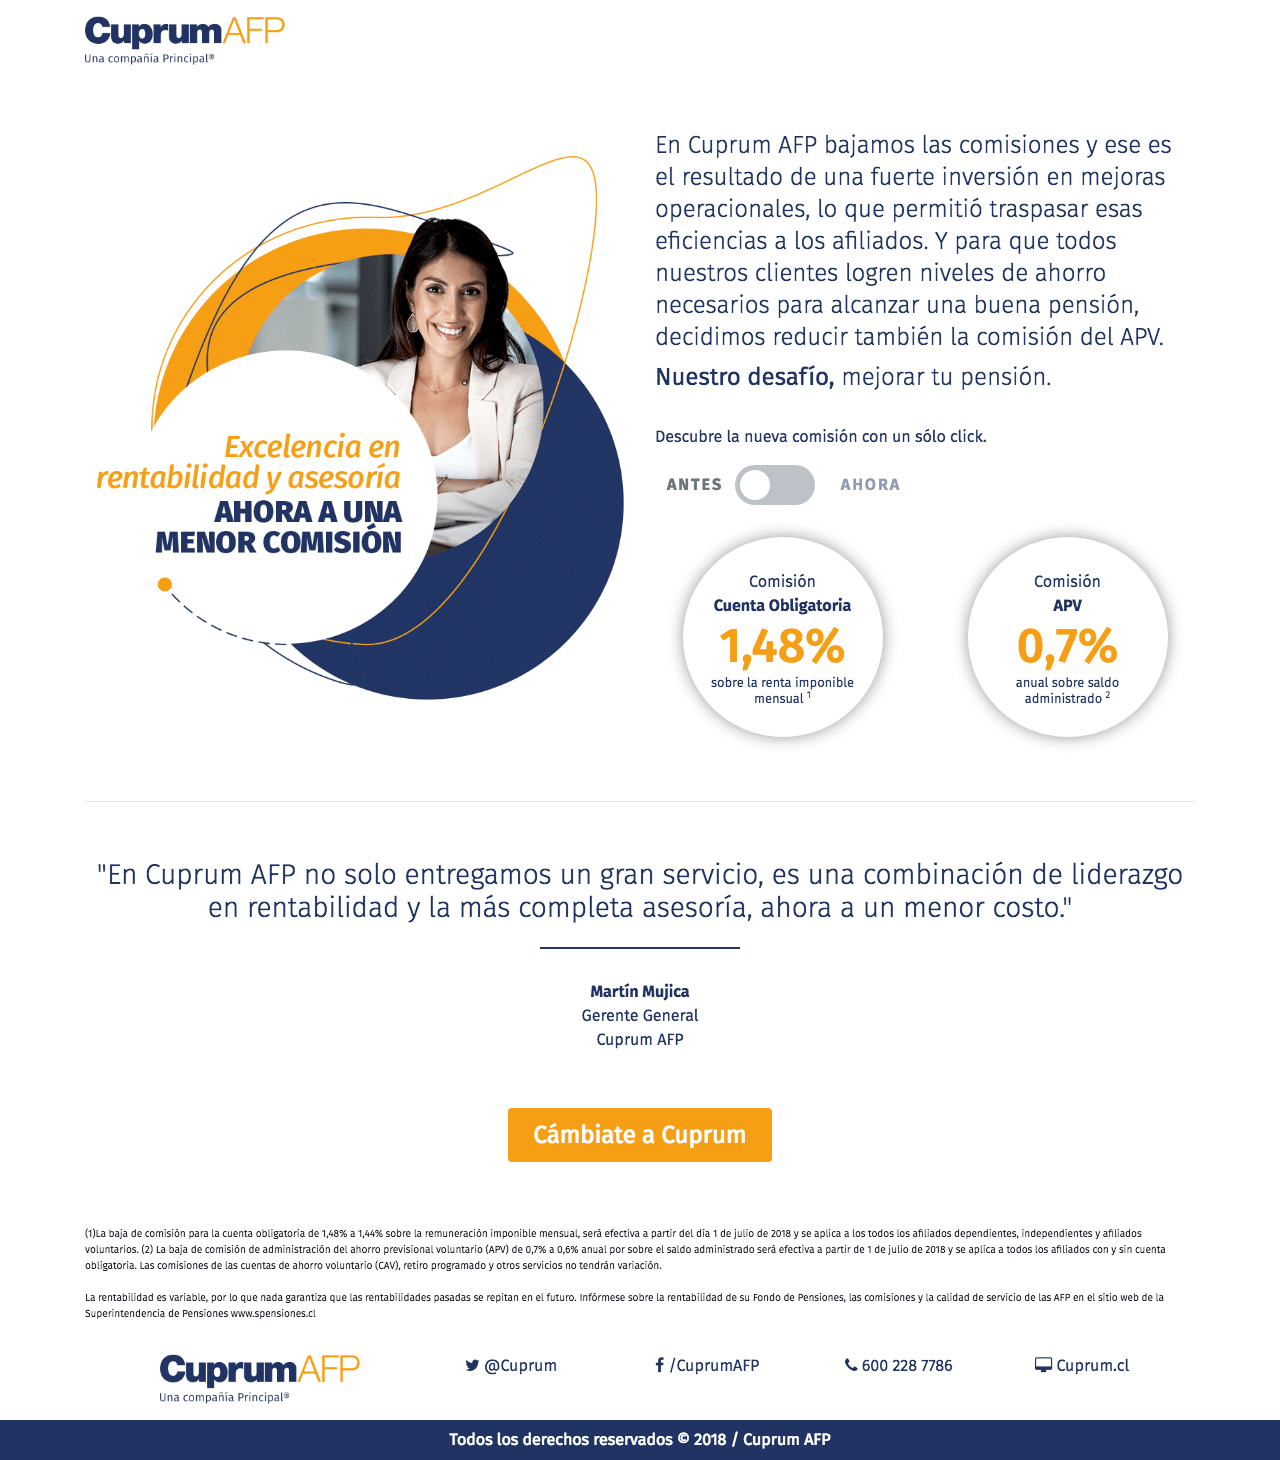 CuprumAFP
Una compañía Principal®
En Cuprum AFP bajamos las comisiones y ese es
el resultado de una fuerte inversión en mejoras
operacionales, lo que permitió traspasar esas
eficiencias a los afiliados. Y para que todos
nuestros clientes logren niveles de ahorro
necesarios para alcanzar una buena pensión,
decidimos reducir también la comisión del APV.
Nuestro desafío, mejorar tu pensión.
Excelencia en
rentabilidad y asesoría
AHORA A UNA
MENOR COMISIÓN
Descubre la nueva comisión con un sólo click.
ANTES AHORA
Comisión
Cuenta Obligatoria
1,48%
sobre la renta imponible
mensual 1
Comisión
APV
0,7%
anual sobre saldo
administrado 2
"En Cuprum AFP no solo entregamos un gran servicio, es una combinación de liderazgo
en rentabilidad y la más completa asesoría, ahora a un menor costo."
Martín Mujica
Gerente General
Cuprum AFP
Cámbiate a Cuprum
(1)La baja de comisión para la cuenta obligatoria de 1,48% a 1,44% sobre la remuneración imponible mensual, será efectiva a partir del día 1 de julio de 2018 y se aplica a los todos los afiliados dependientes, independientes y afiliados
voluntarios. (2) La baja de comisión de administración del ahorro previsional voluntario (APV) de 0,7% a 0,6% anual por sobre el saldo administrado será efectiva a partir de 1 de julio de 2018 y se aplica a todos los afiliados con y sin cuenta
obligatoria. Las comisiones de las cuentas de ahorro voluntario (CAV), retiro programado y otros servicios no tendrán variación.
La rentabilidad es variable, por lo que nada garantiza que las rentabilidades pasadas se repitan en el futuro. Infórmese sobre la rentabilidad de su Fondo de Pensiones, las comisiones y la calidad de servicio de las AFP en el sitio web de la
Superintendencia de Pensiones www.spensiones.cl
CuprumAFP
Una compañía Principal®
@Cuprum
/CuprumAFP
600 228 7786
Cuprum.cl
Todos los derechos reservados © 2018 / Cuprum AFP